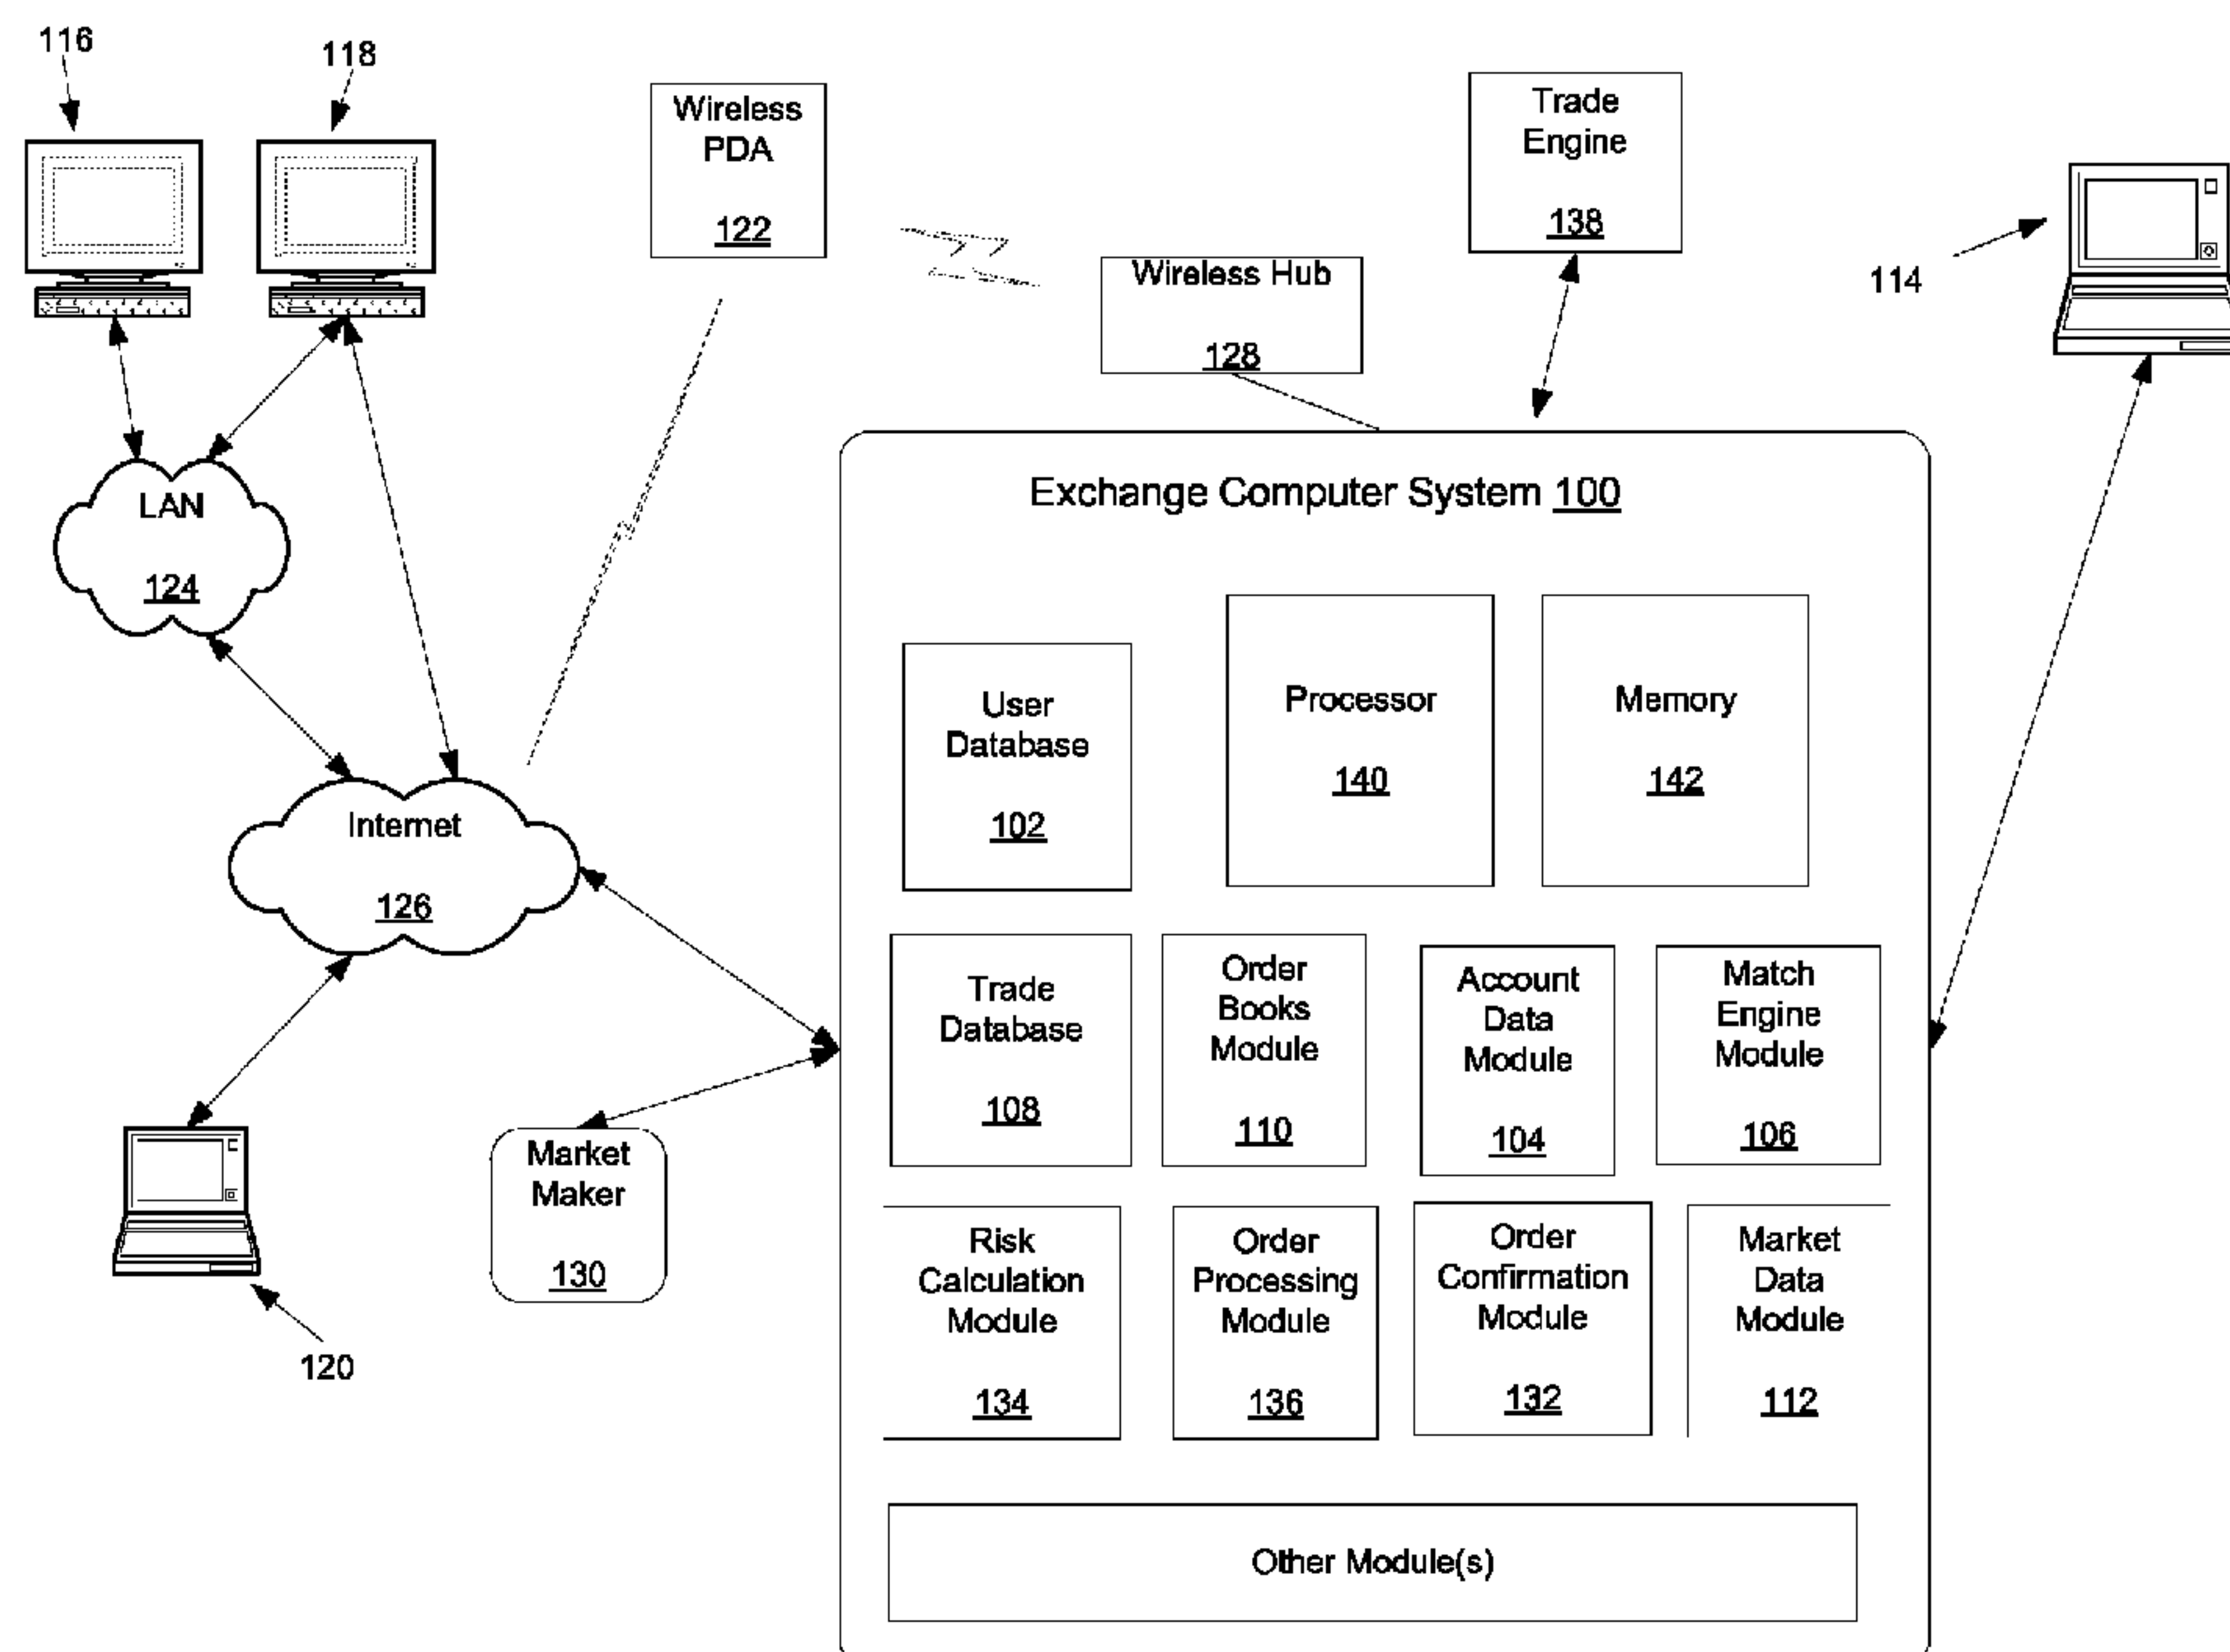 116
118
Wireless
PDA
122
Trade
Engine
138
Wireless Hub
128
114
LAN
124
Exchange Computer System 100
User
Database
102
Processor
140
Memory
142
Internet
126
Trade
Database
108
Order
Books
Module
110
Account
Data
Module
104
Match
Engine
Module
106
Market
Maker
130
Risk
Calculation
Module
134
Order
Processing
Module
136
Order
Confirmation
Module
132
Market
Data
Module
112
120
Other Module(s)